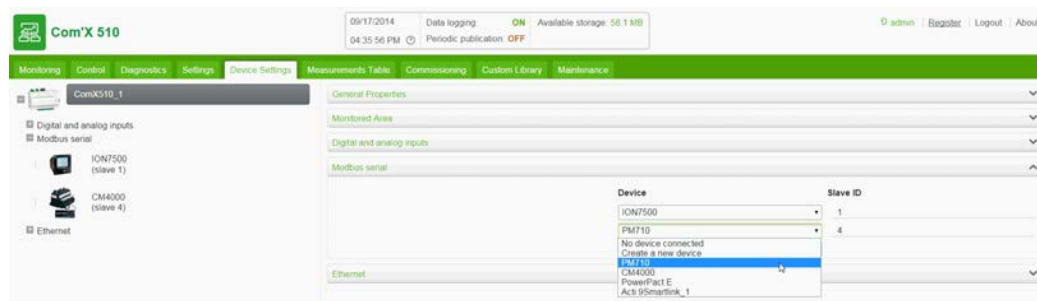 Com'X 510
09/17/2014
04:35:56 PM
Data logging: ON
Periodic publication: OFF
Available storage: 58.1 MB
admin Register Logout About
Monitoring Control Diagnostics Settings Device Settings Measurements Table Commissioning Custom Library Maintenance
ComX510_1
Digital and analog inputs
Modbus serial
ION7500
(slave 1)
CM4000
(slave 4)
Ethernet
General Properties
Monitored Area
Digital and analog inputs
Modbus serial
Device Slave ID
ION7500 1
PM710 4
No device connected
Create a new device
PM710
CM4000
PowerPact E
Acti 9Smartlink_1
Ethernet